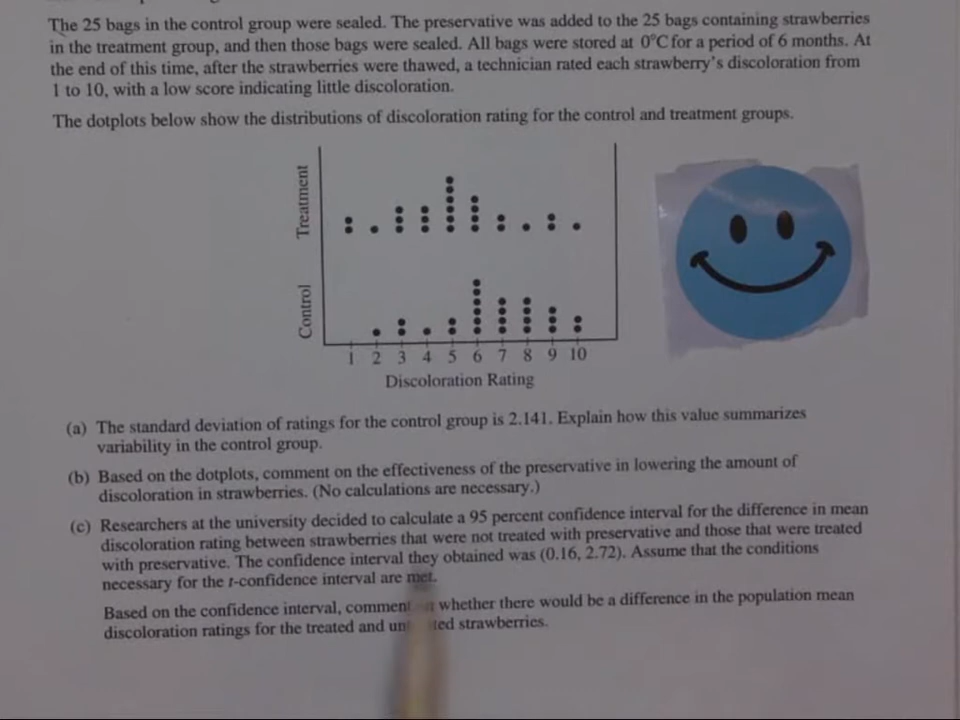 The 25 bags in the control group were sealed. The preservative was added to the 25 bags containing strawberries
in the treatment group, and then those bags were sealed. All bags were stored at 0°C for a period of 6 months. At
the end of this time, after the strawberries were thawed, a technician rated each strawberry's discoloration from
1 to 10, with a low score indicating little discoloration.
The dotplots below show the distributions of discoloration rating for the control and treatment groups.
Treatment
Control
1 2 3 4 5 6 7 8 9 10
Discoloration Rating
(a) The standard deviation of ratings for the control group is 2.141. Explain how this value summarizes
variability in the control group.
(b) Based on the dotplots, comment on the effectiveness of the preservative in lowering the amount of
discoloration in strawberries. (No calculations are necessary.)
(c) Researchers at the university decided to calculate a 95 percent confidence interval for the difference in mean
discoloration rating between strawberries that were not treated with preservative and those that were treated
with preservative. The confidence interval they obtained was (0.16, 2.72). Assume that the conditions
necessary for the t-confidence interval are met.
Based on the confidence interval, comment whether there would be a difference in the population mean
discoloration ratings for the treated and strawberries.